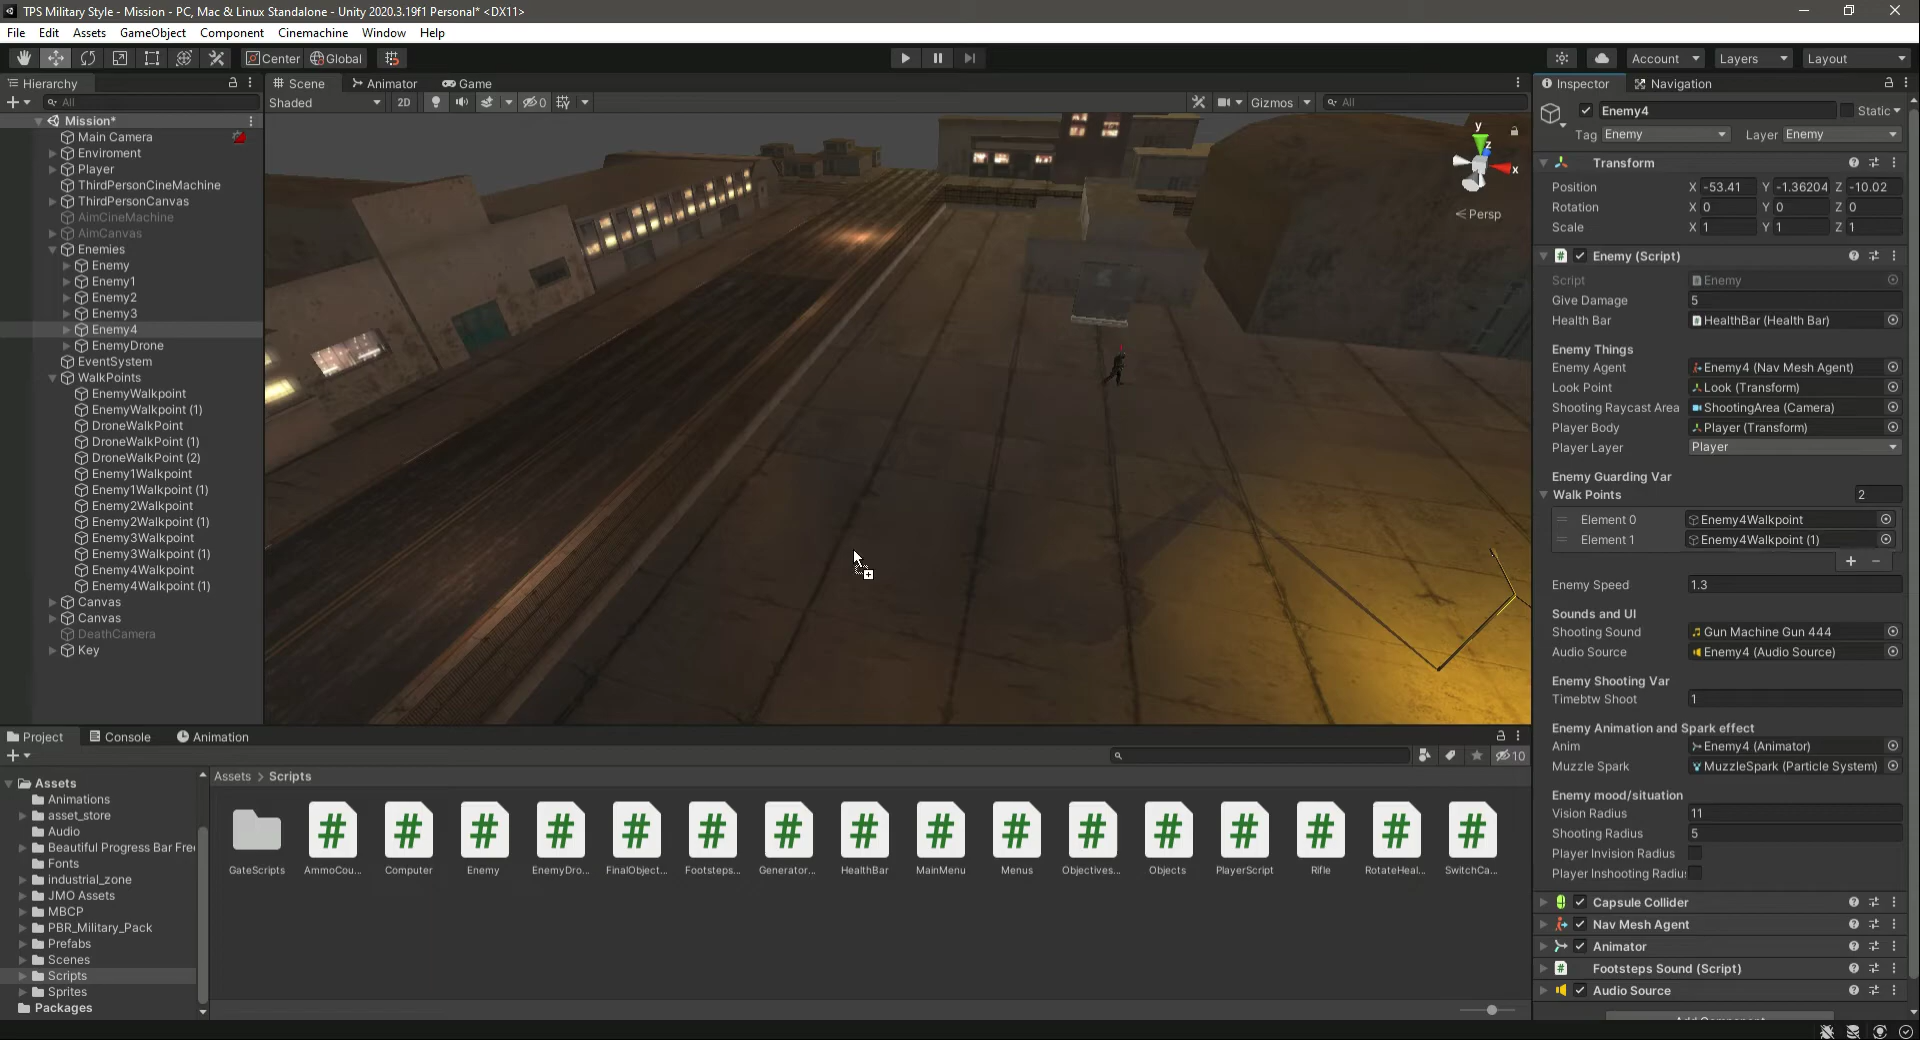 TPS Military Style - Mission - PC, Mac & Linux Standalone - Unity 2020.3.19f1 Personal* <DX11>
File Edit Assets GameObject Component Cinemachine Window Help
Center Global Account Layers Layout
Hierarchy
All
Mission*
Main Camera
Enviroment
Player
ThirdPersonCineMachine
ThirdPersonCanvas
AimCineMachine
AimCanvas
Enemies
Enemy
Enemy1
Enemy2
Enemy3
Enemy4
EnemyDrone
EventSystem
WalkPoints
EnemyWalkpoint
EnemyWalkpoint (1)
DroneWalkPoint
DroneWalkPoint (1)
DroneWalkPoint (2)
Enemy1Walkpoint
Enemy1Walkpoint (1)
Enemy2Walkpoint
Enemy2Walkpoint (1)
Enemy3Walkpoint
Enemy3Walkpoint (1)
Enemy4Walkpoint
Enemy4Walkpoint (1)
Canvas
Canvas
DeathCamera
Key
Scene Animator Game
Shaded 2D 0 Gizmos All
y
z
x
Persp
Inspector Navigation
Enemy4 Static
Tag Enemy Layer Enemy
Transform
Position X -53.41 Y -1.36204 Z -10.02
Rotation X 0 Y 0 Z 0
Scale X 1 Y 1 Z 1
Enemy (Script)
Script Enemy
Give Damage 5
Health Bar HealthBar (Health Bar)
Enemy Things
Enemy Agent Enemy4 (Nav Mesh Agent)
Look Point Look (Transform)
Shooting Raycast Area ShootingArea (Camera)
Player Body Player (Transform)
Player Layer Player
Enemy Guarding Var
Walk Points 2
Element 0 Enemy4Walkpoint
Element 1 Enemy4Walkpoint (1)
Enemy Speed 1.3
Sounds and UI
Shooting Sound Gun Machine Gun 444
Audio Source Enemy4 (Audio Source)
Enemy Shooting Var
Timebtw Shoot 1
Enemy Animation and Spark effect
Anim Enemy4 (Animator)
Muzzle Spark MuzzleSpark (Particle System)
Enemy mood/situation
Vision Radius 11
Shooting Radius 5
Player Invision Radius
Player Inshooting Radiu
Capsule Collider
Nav Mesh Agent
Animator
Footsteps Sound (Script)
Audio Source
Project Console Animation
10
Assets
Animations
asset_store
Audio
Beautiful Progress Bar Free
Fonts
industrial_zone
JMO Assets
MBCP
PBR_Military_Pack
Prefabs
Scenes
Scripts
Sprites
Packages
Assets > Scripts
GateScripts AmmoCou... Computer Enemy EnemyDro... FinalObject... Footsteps... Generator... HealthBar MainMenu Menus Objectives... Objects PlayerScript Rifle RotateHeal... SwitchCa...